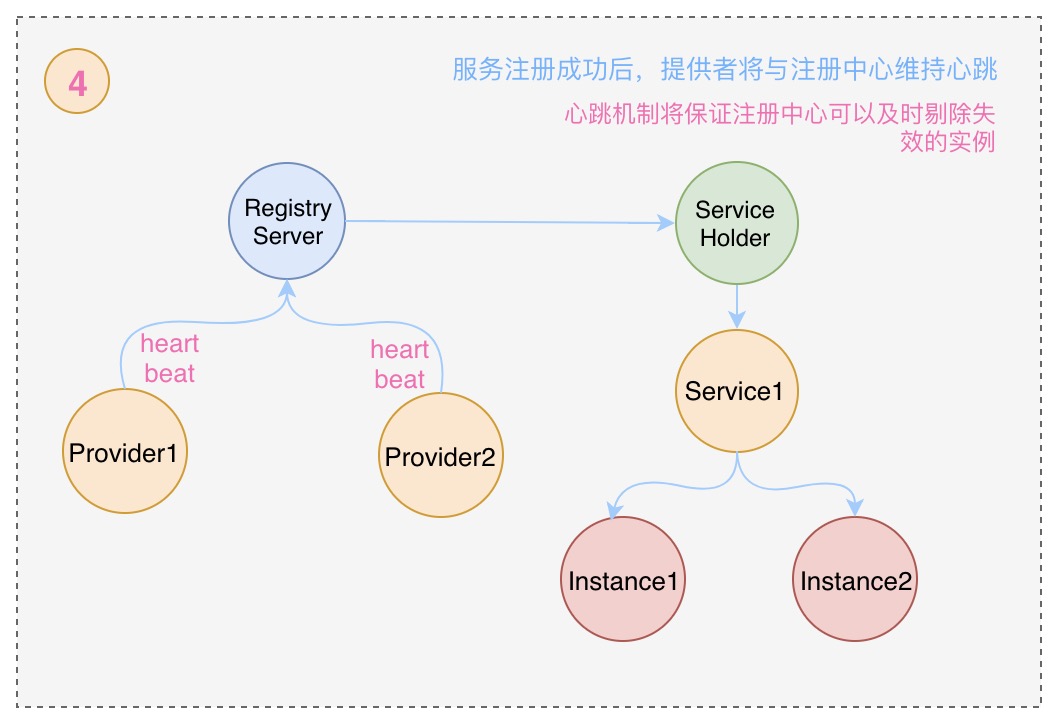 4
服务注册成功后，提供者将与注册中心维持心跳
心跳机制将保证注册中心可以及时剔除失
效的实例
Registry
Server
Service
Holder
heart
beat
heart
beat
Service1
Provider1
Provider2
Instance1
Instance2